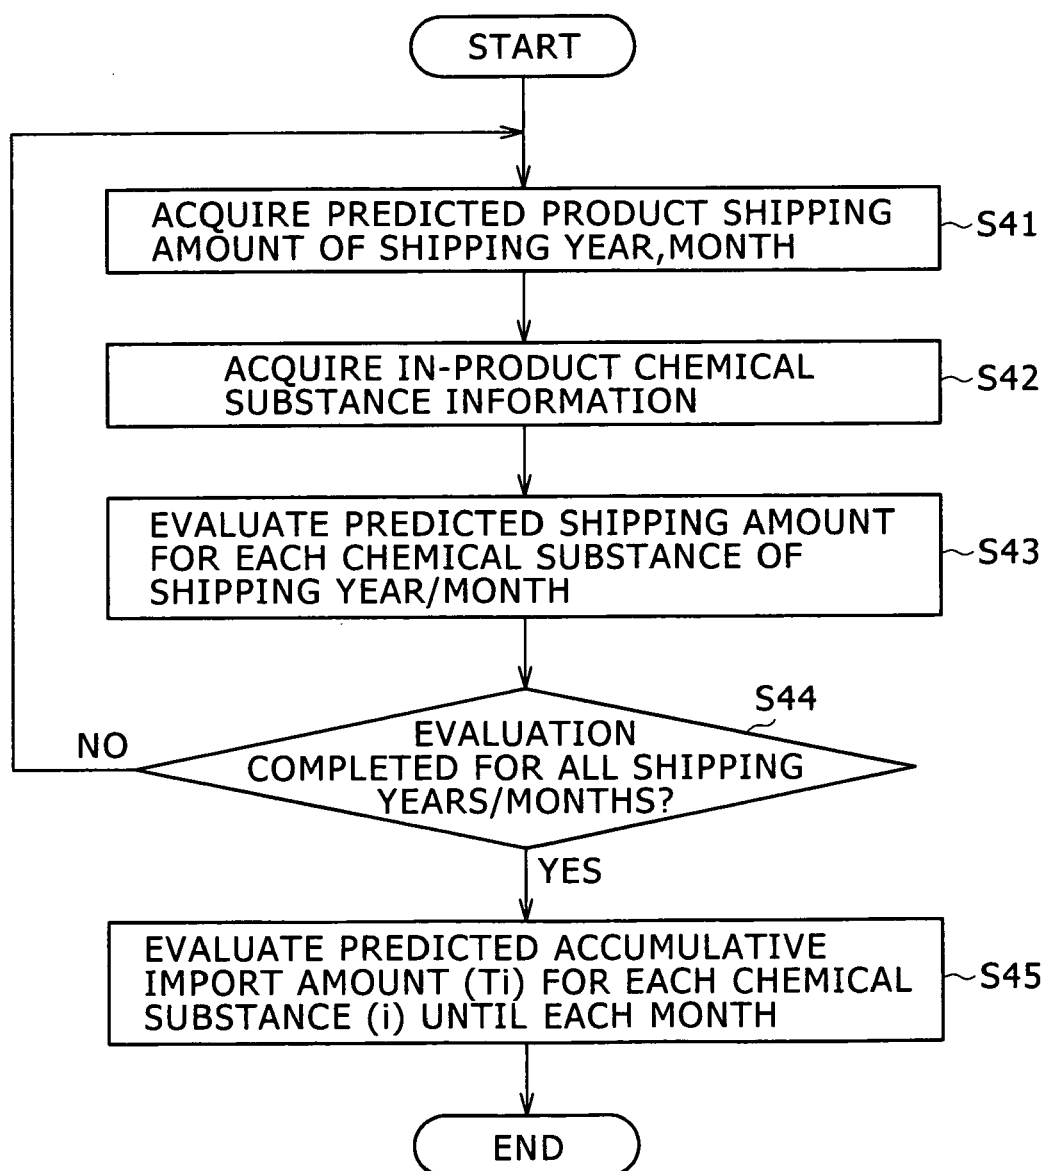 START
ACQUIRE PREDICTED PRODUCT SHIPPING
AMOUNT OF SHIPPING YEAR,MONTH
S41
ACQUIRE IN-PRODUCT CHEMICAL
SUBSTANCE INFORMATION
S42
EVALUATE PREDICTED SHIPPING AMOUNT
FOR EACH CHEMICAL SUBSTANCE OF
SHIPPING YEAR/MONTH
S43
S44
EVALUATION
COMPLETED FOR ALL SHIPPING
YEARS/MONTHS?
NO
YES
EVALUATE PREDICTED ACCUMULATIVE
IMPORT AMOUNT (Ti) FOR EACH CHEMICAL
SUBSTANCE (i) UNTIL EACH MONTH
S45
END